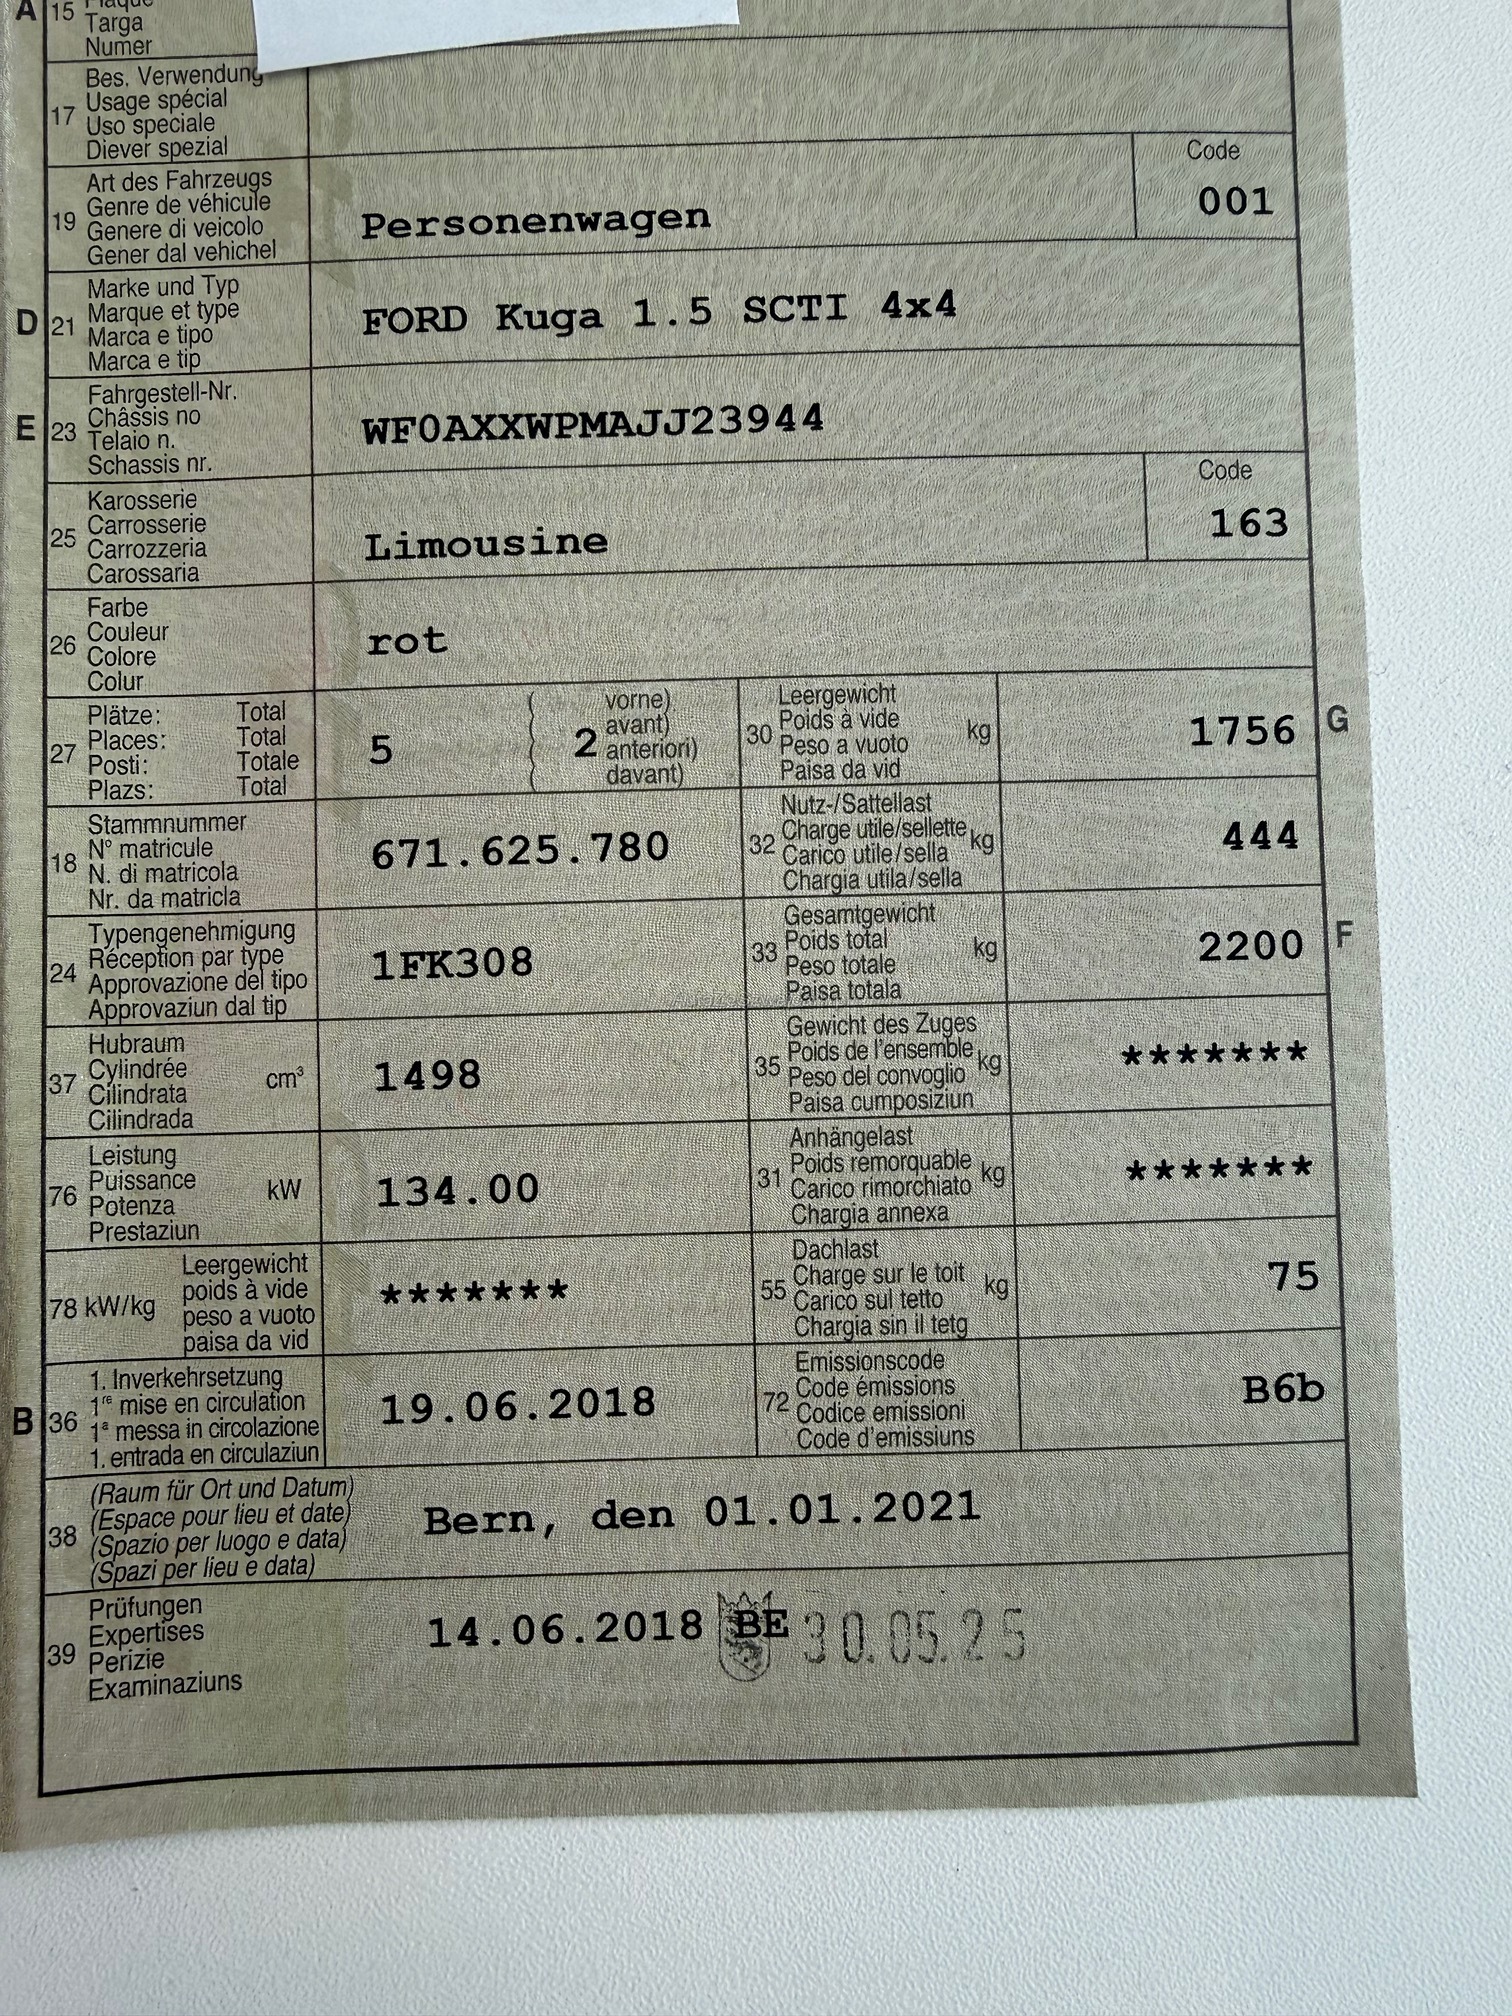 A
15
Plaque
Targa
Numer
17
Bes. Verwendung
Usage spécial
Uso speciale
Diever spezial
19
Art des Fahrzeugs
Genre de véhicule
Genere di veicolo
Gener dal vehichel
Personenwagen
Code
001
D
21
Marke und Typ
Marque et type
Marca e tipo
Marca e tip
FORD Kuga 1.5 SCTI 4x4
E
23
Fahrgestell-Nr.
Châssis no
Telaio n.
Schassis nr.
WF0AXXWPMAJJ23944
25
Karosserie
Carrosserie
Carrozzeria
Carossaria
Limousine
Code
163
26
Farbe
Couleur
Colore
Colur
rot
27
Plätze: Total
Places: Total
Posti: Totale
Plazs: Total
5
( vorne)
( avant)
2
( anteriori)
( davant)
30
Leergewicht
Poids à vide
Peso a vuoto
Paisa da vid
kg
1756
G
18
Stammnummer
N° matricule
N. di matricola
Nr. da matricla
671.625.780
32
Nutz-/Sattellast
Charge utile/sellette
Carico utile/sella
Chargia utila/sella
kg
444
24
Typengenehmigung
Réception par type
Approvazione del tipo
Approvaziun dal tip
1FK308
33
Gesamtgewicht
Poids total
Peso totale
Paisa totala
kg
2200
F
37
Hubraum
Cylindrée
Cilindrata
Cilindrada
cm³
1498
35
Gewicht des Zuges
Poids de l'ensemble
Peso del convoglio
Paisa cumposiziun
kg
*******
76
Leistung
Puissance
Potenza
Prestaziun
kW
134.00
31
Anhängelast
Poids remorquable
Carico rimorchiato
Chargia annexa
kg
*******
78 kW/kg
Leergewicht
poids à vide
peso a vuoto
paisa da vid
*******
55
Dachlast
Charge sur le toit
Carico sul tetto
Chargia sin il tetg
kg
75
B
36
1. Inverkehrsetzung
1re mise en circulation
1a messa in circolazione
1. entrada en circulaziun
19.06.2018
72
Emissionscode
Code émissions
Codice emissioni
Code d'emissiuns
B6b
38
(Raum für Ort und Datum)
(Espace pour lieu et date)
(Spazio per luogo e data)
(Spazi per lieu e data)
Bern, den 01.01.2021
39
Prüfungen
Expertises
Perizie
Examinaziuns
14.06.2018 BE 30.05.25